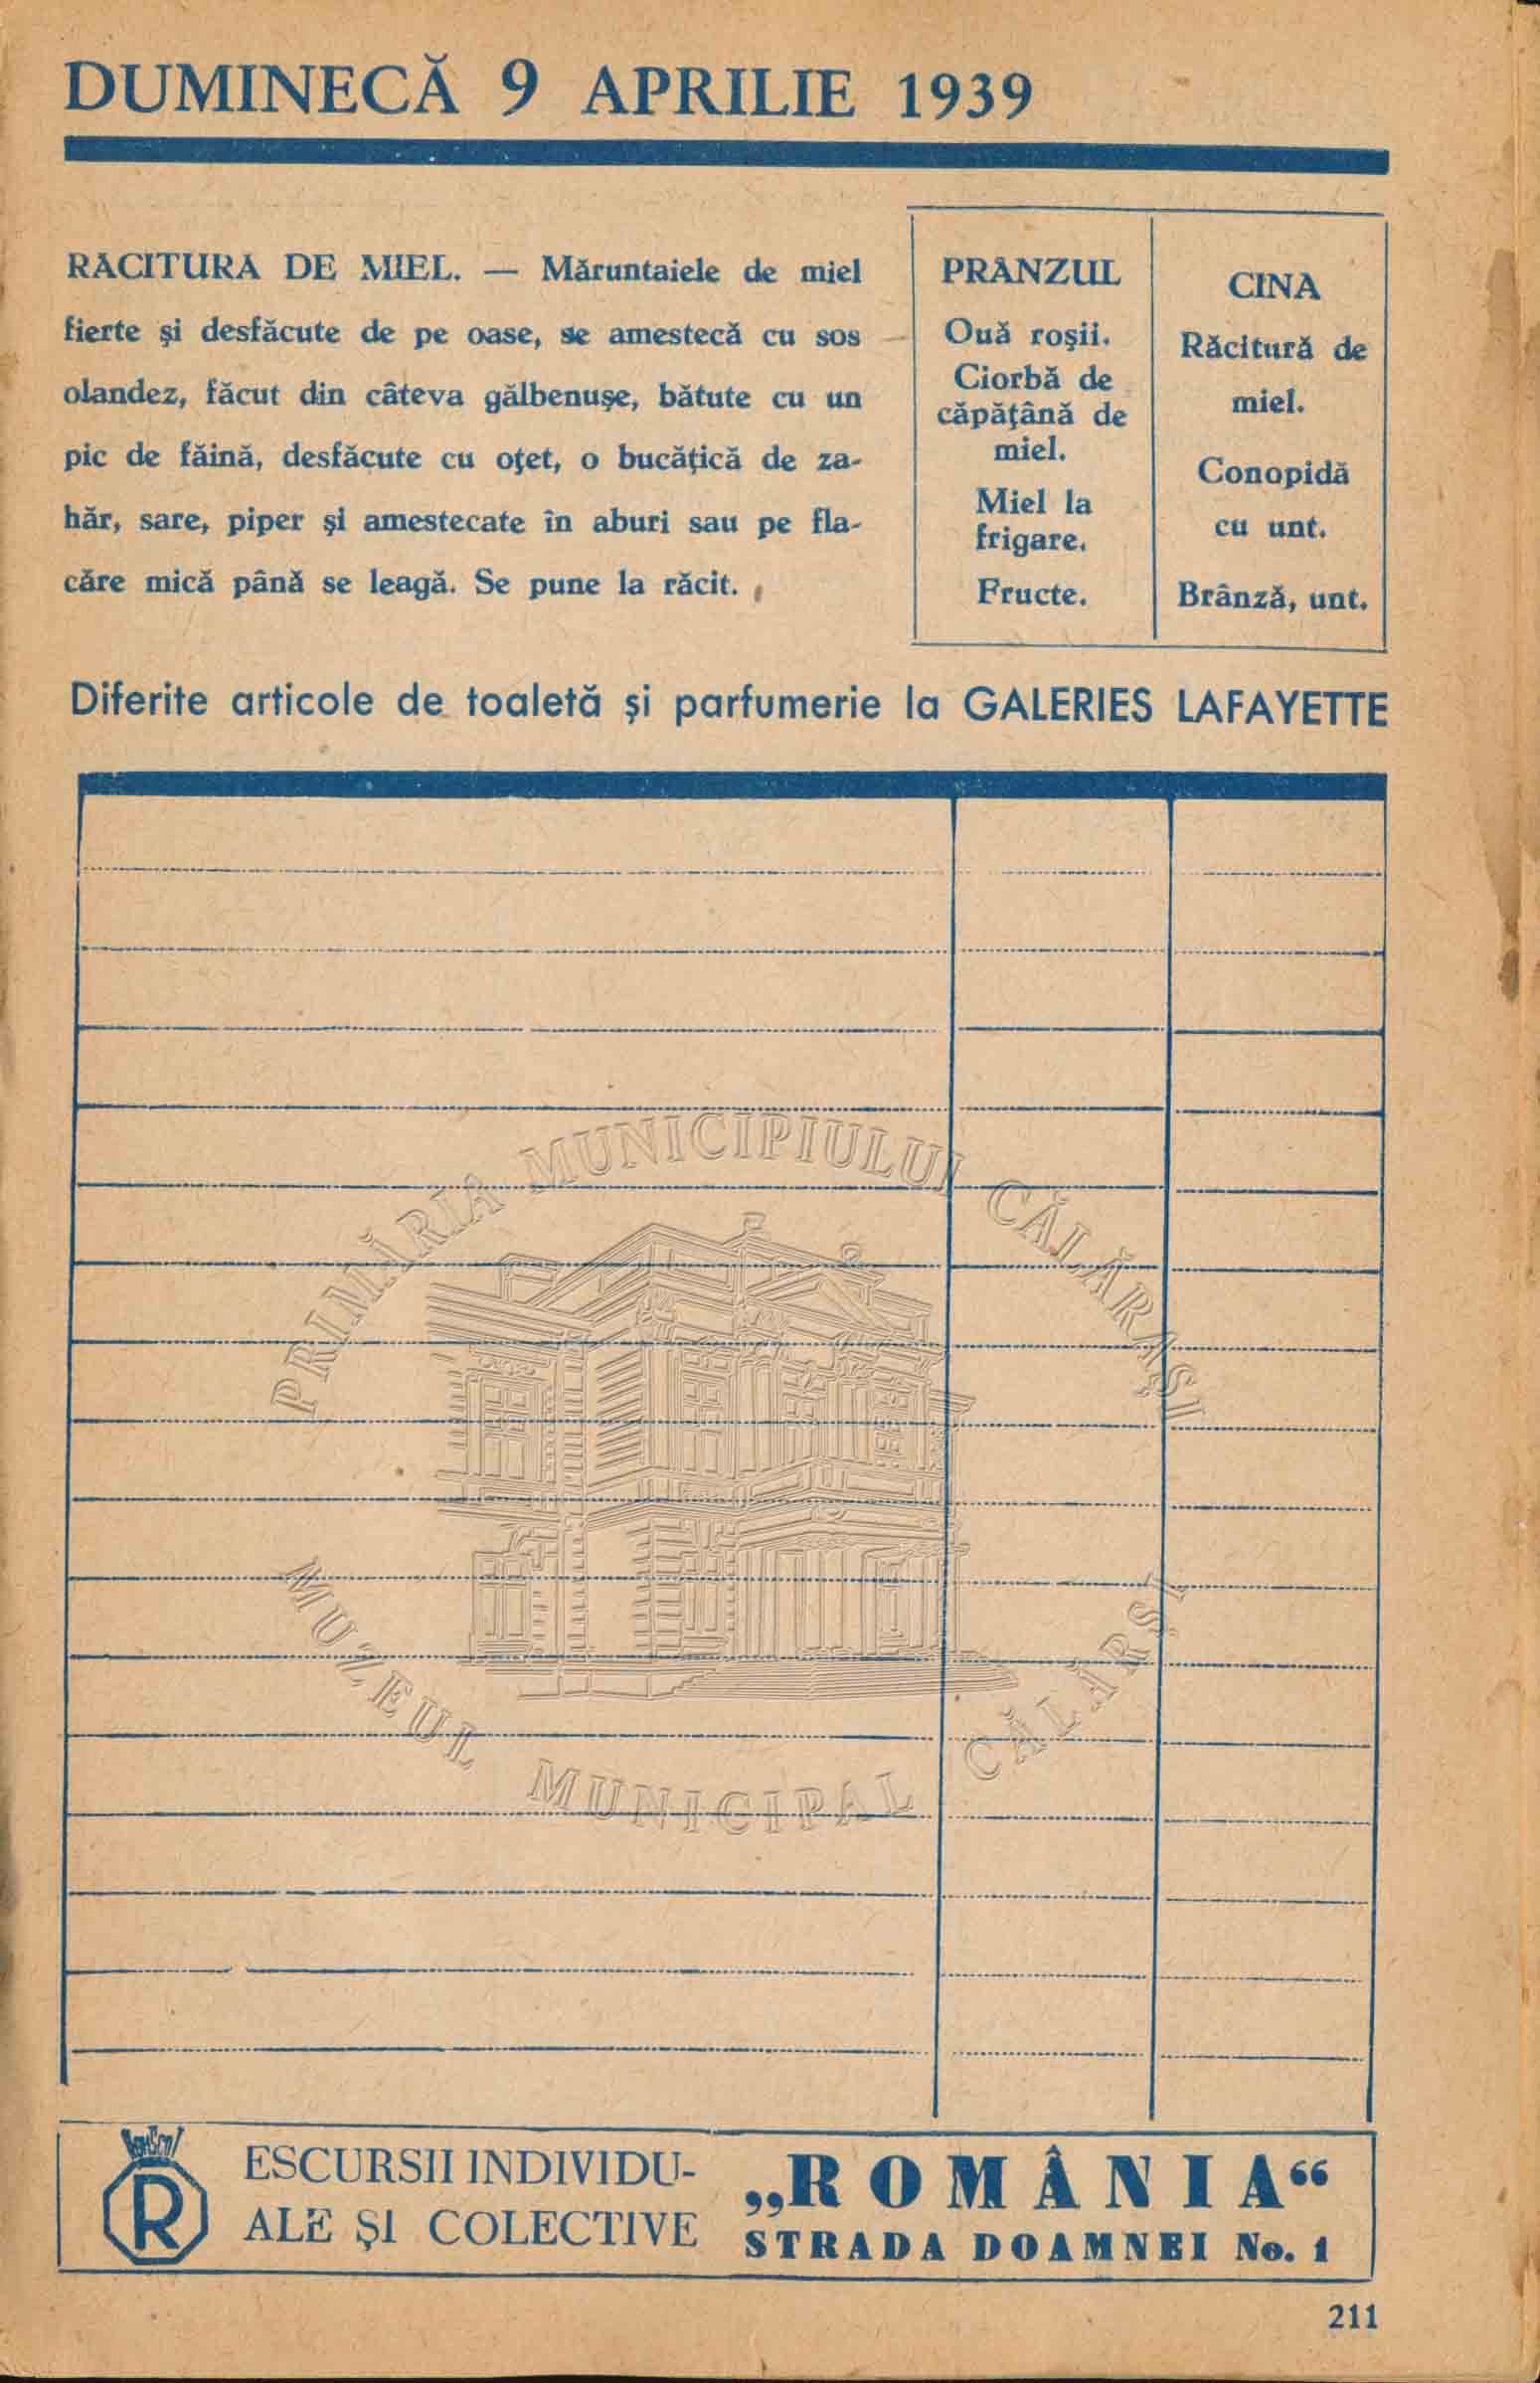 DUMINECĂ 9 APRILIE 1939
RĂCITURĂ DE MIEL. — Măruntaiele de miel
fierte şi desfăcute de pe oase, se amestecă cu sos
olandez, făcut din câteva gălbenuşe, bătute cu un
pic de făină, desfăcute cu oţet, o bucăţică de za-
hăr, sare, piper şi amestecate în aburi sau pe fla-
căre mică până se leagă. Se pune la răcit.
PRÂNZUL
Ouă roşii.
Ciorbă de
căpăţână de
miel.
Miel la
frigare.
Fructe.
CINA
Răcitură de
miel.
Conopidă
cu unt.
Brânză, unt.
Diferite articole de toaletă şi parfumerie la GALERIES LAFAYETTE
PRIMĂRIA MUNICIPIULUI CĂLĂRAŞI
MUZEUL MUNICIPAL CĂLĂRŞI
R
ESCURSII INDIVIDU-
ALE ŞI COLECTIVE
„ROMÂNIA“
STRADA DOAMNEI No. 1
211